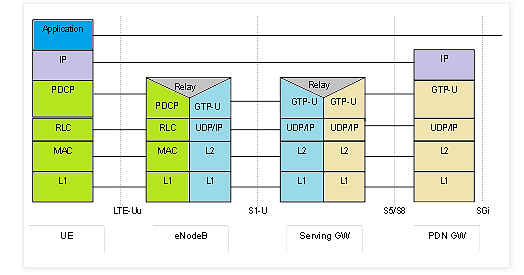 Application
IP
IP
PDCP
Relay
Relay
GTP-U
PDCP
GTP-U
GTP-U
GTP-U
RLC
RLC
UDP/IP
UDP/IP
UDP/IP
UDP/IP
MAC
MAC
L2
L2
L2
L2
L1
L1
L1
L1
L1
L1
LTE-Uu
S1-U
S5/S8
SGi
UE
eNodeB
Serving GW
PDN GW